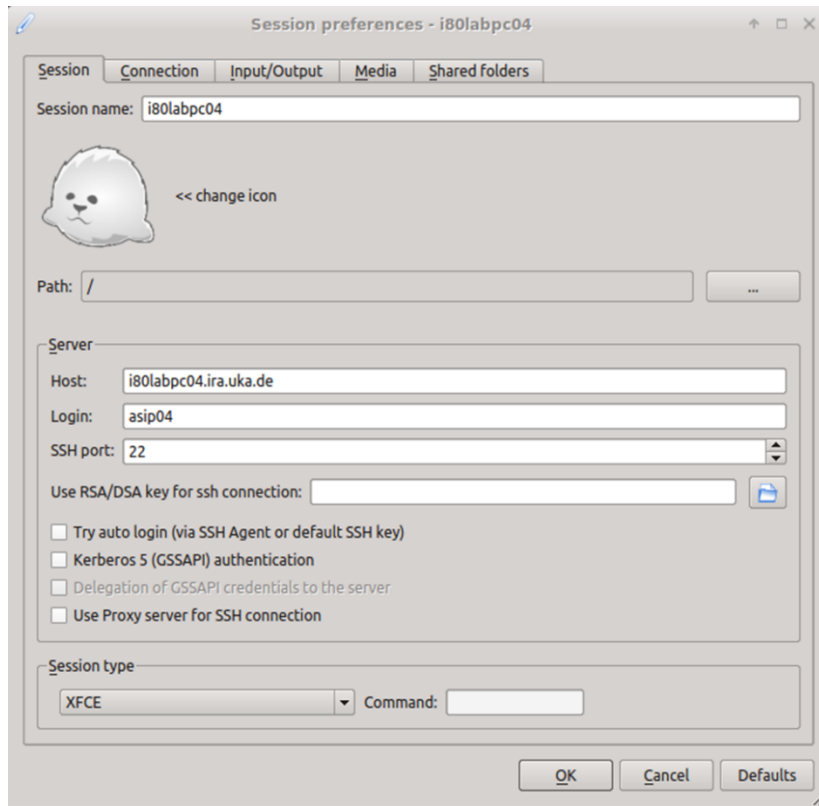 Session preferences - i80labpc04
Session Connection Input/Output Media Shared folders
Session name: i80labpc04
<< change icon
Path: / ...
Server
Host: i80labpc04.ira.uka.de
Login: asip04
SSH port: 22
Use RSA/DSA key for ssh connection:
Try auto login (via SSH Agent or default SSH key)
Kerberos 5 (GSSAPI) authentication
Delegation of GSSAPI credentials to the server
Use Proxy server for SSH connection
Session type
XFCE Command:
OK Cancel Defaults